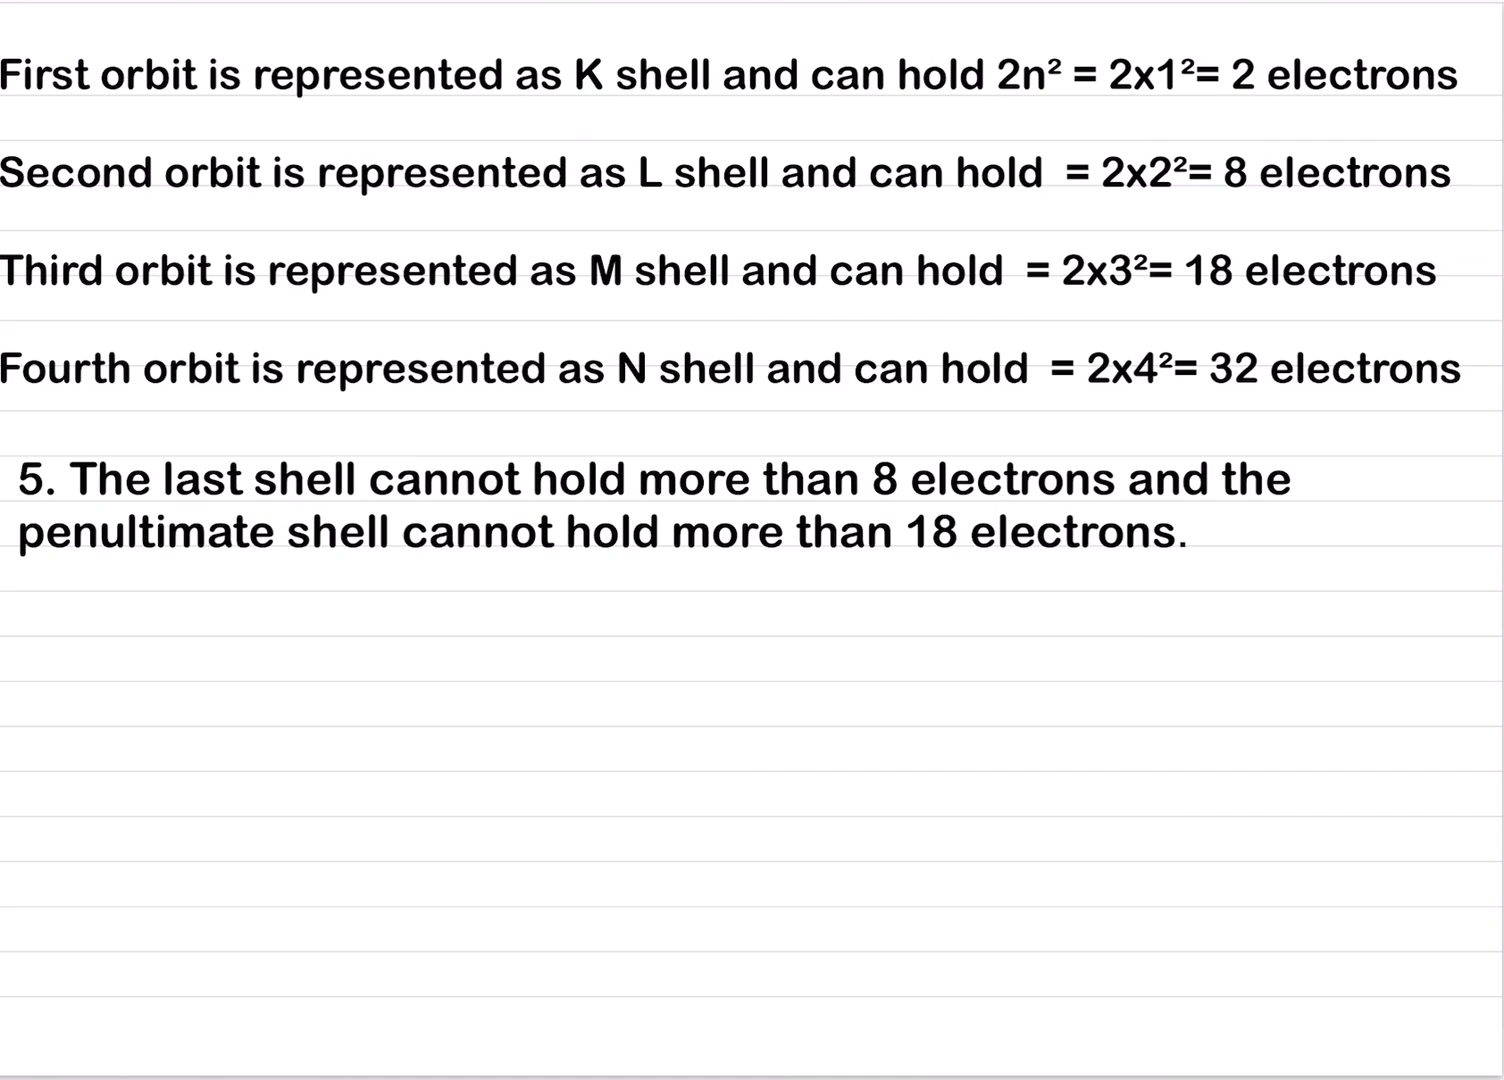 First orbit is represented as K shell and can hold 2n² = 2x1²= 2 electrons
Second orbit is represented as L shell and can hold  = 2x2²= 8 electrons
Third orbit is represented as M shell and can hold  = 2x3²= 18 electrons
Fourth orbit is represented as N shell and can hold  = 2x4²= 32 electrons
5. The last shell cannot hold more than 8 electrons and the
penultimate shell cannot hold more than 18 electrons.